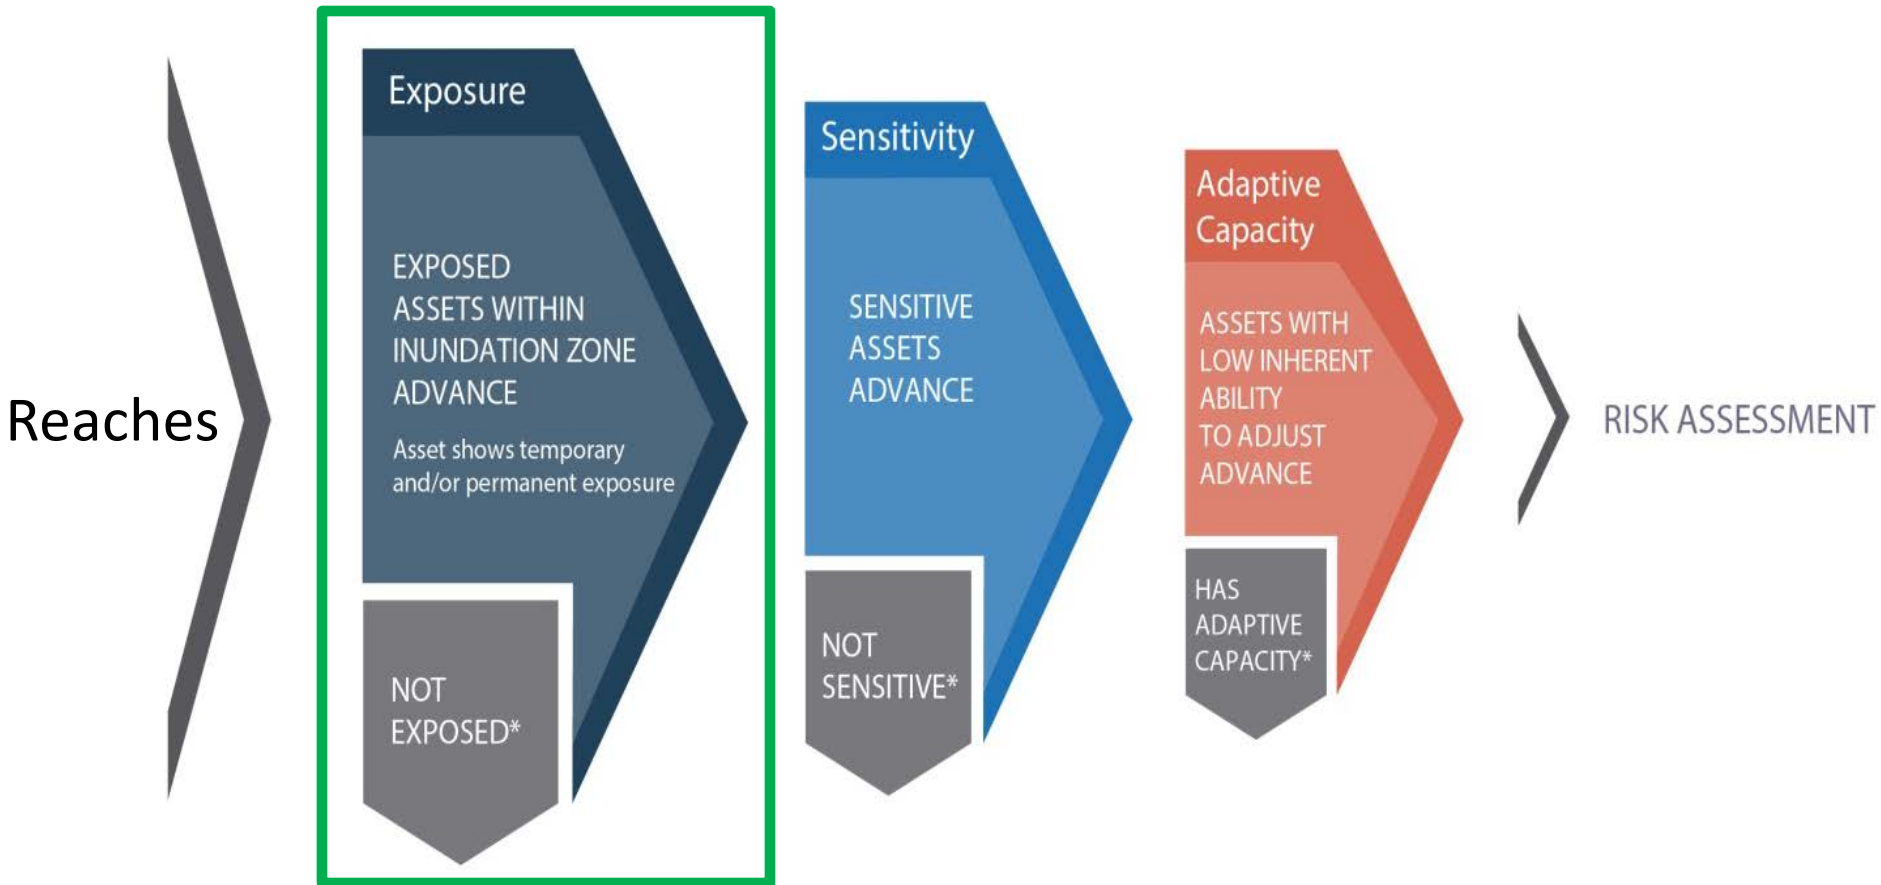 Reaches
Exposure
EXPOSED
ASSETS WITHIN
INUNDATION ZONE
ADVANCE
Asset shows temporary
and/or permanent exposure
NOT
EXPOSED*
Sensitivity
SENSITIVE
ASSETS
ADVANCE
NOT
SENSITIVE*
Adaptive
Capacity
ASSETS WITH
LOW INHERENT
ABILITY
TO ADJUST
ADVANCE
HAS
ADAPTIVE
CAPACITY*
RISK ASSESSMENT